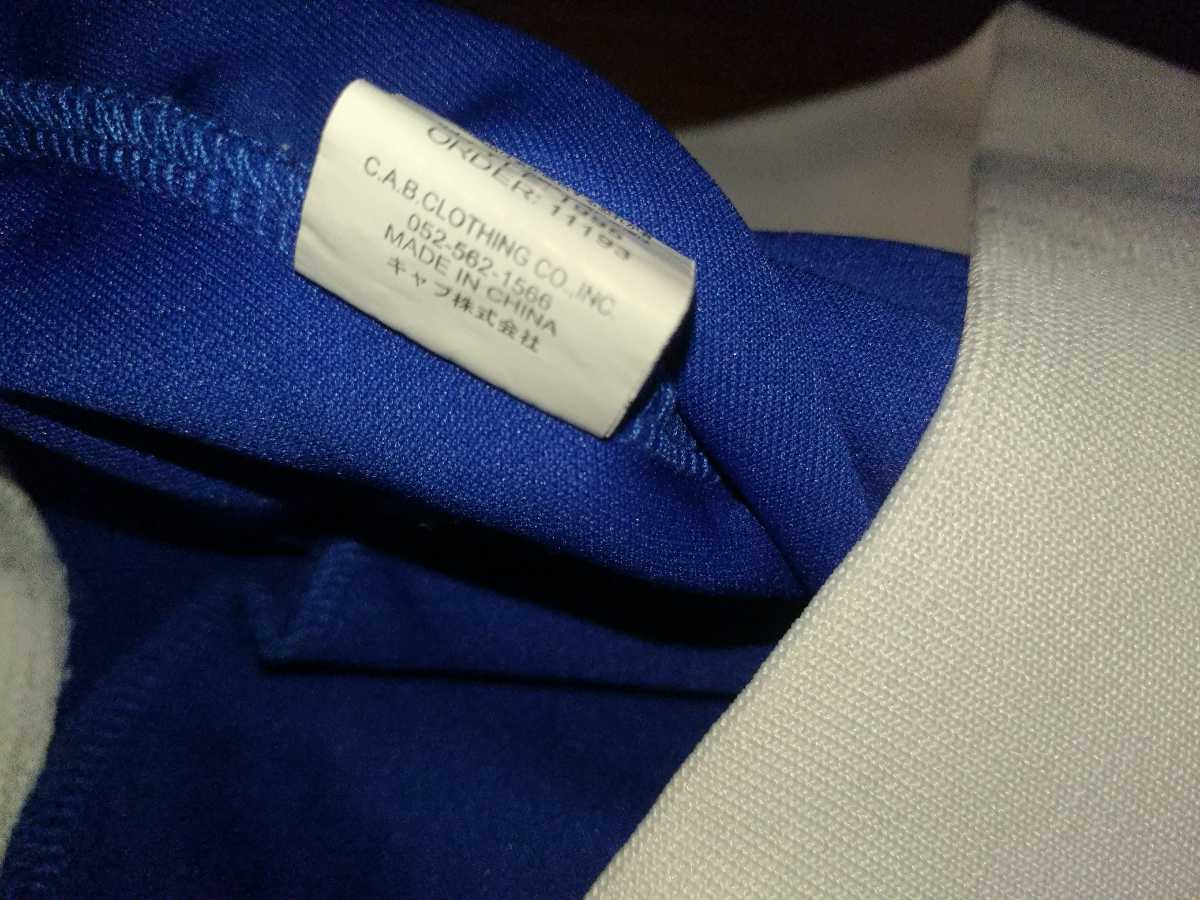 ORDER: 11193
C.A.B.CLOTHING CO.,INC.
052-562-1566
MADE IN CHINA
キャブ株式会社